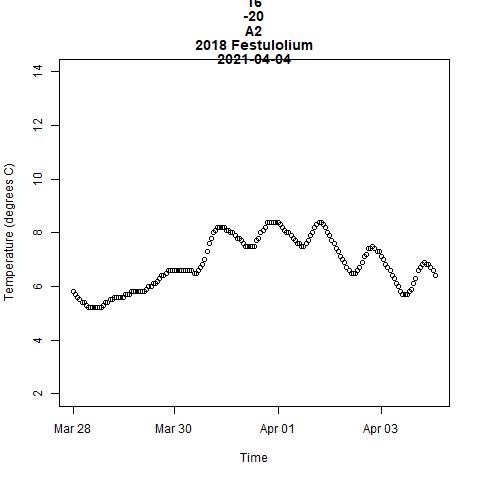 16
-20
A2
2018 Festulolium
2021-04-04
Temperature (degrees C)
14
12
10
8
6
4
2
Mar 28
Mar 30
Apr 01
Apr 03
Time